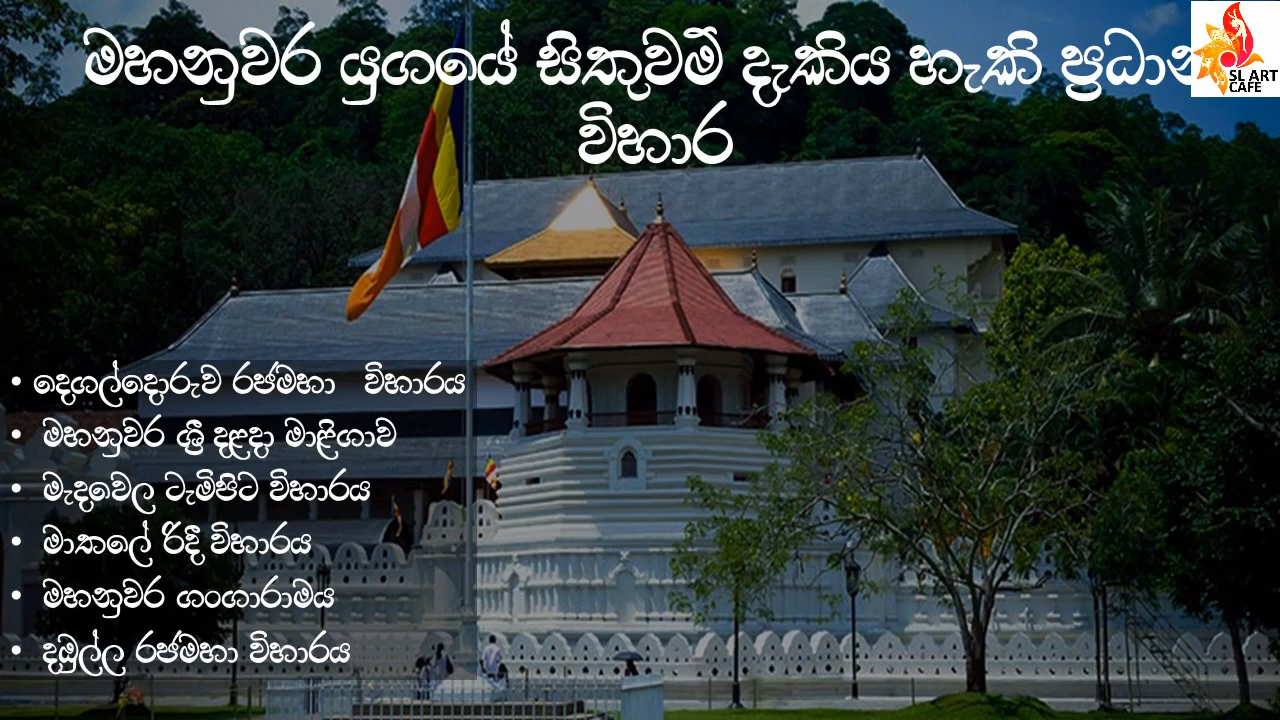 මහනුවර යුගයේ සිතුවම් දැකිය හැකි ප්‍රධාන
විහාර
SL ART
CAFE
• දෙගල්දොරුව රජමහා විහාරය
• මහනුවර ශ්‍රී දළදා මාළිගාව
• මැදවෙල ටැම්පිට විහාරය
• මාතලේ රිදී විහාරය
• මහනුවර ගංගාරාමය
• දඹුල්ල රජමහා විහාරය